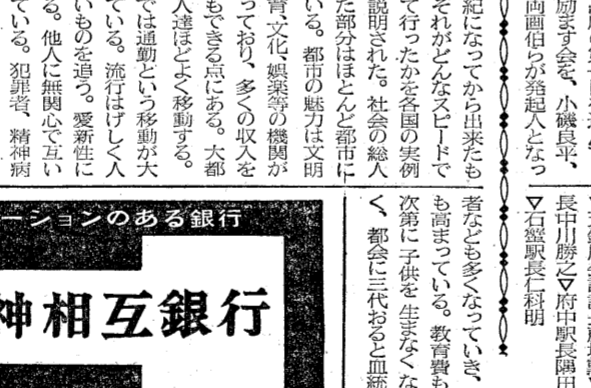 励ます会を、小磯良平、
両画伯らが発起人となっ
紀になってから出来たも
それがどんなスピードで
て行ったかを各国の実例
説明された。社会の総人
た部分はほとんど都市に
いる。都市の魅力は文明
育、文化、娯楽等の機関が
っており、多くの収入を
もできる点にある。大都
人達ほどよく移動する。
では通勤という移動が大
ている。流行はげしく人
いものを追う。愛新性に
る。他人に無関心で互い
ている。犯罪者、精神病
長中川勝之▽府中駅長隅田
▽石蟹駅長仁科明
者なども多くなっていき、
も高まっている。教育費も
次第に子供を生まなくな
く、都会に三代おると血統
ーションのある銀行
神相互銀行